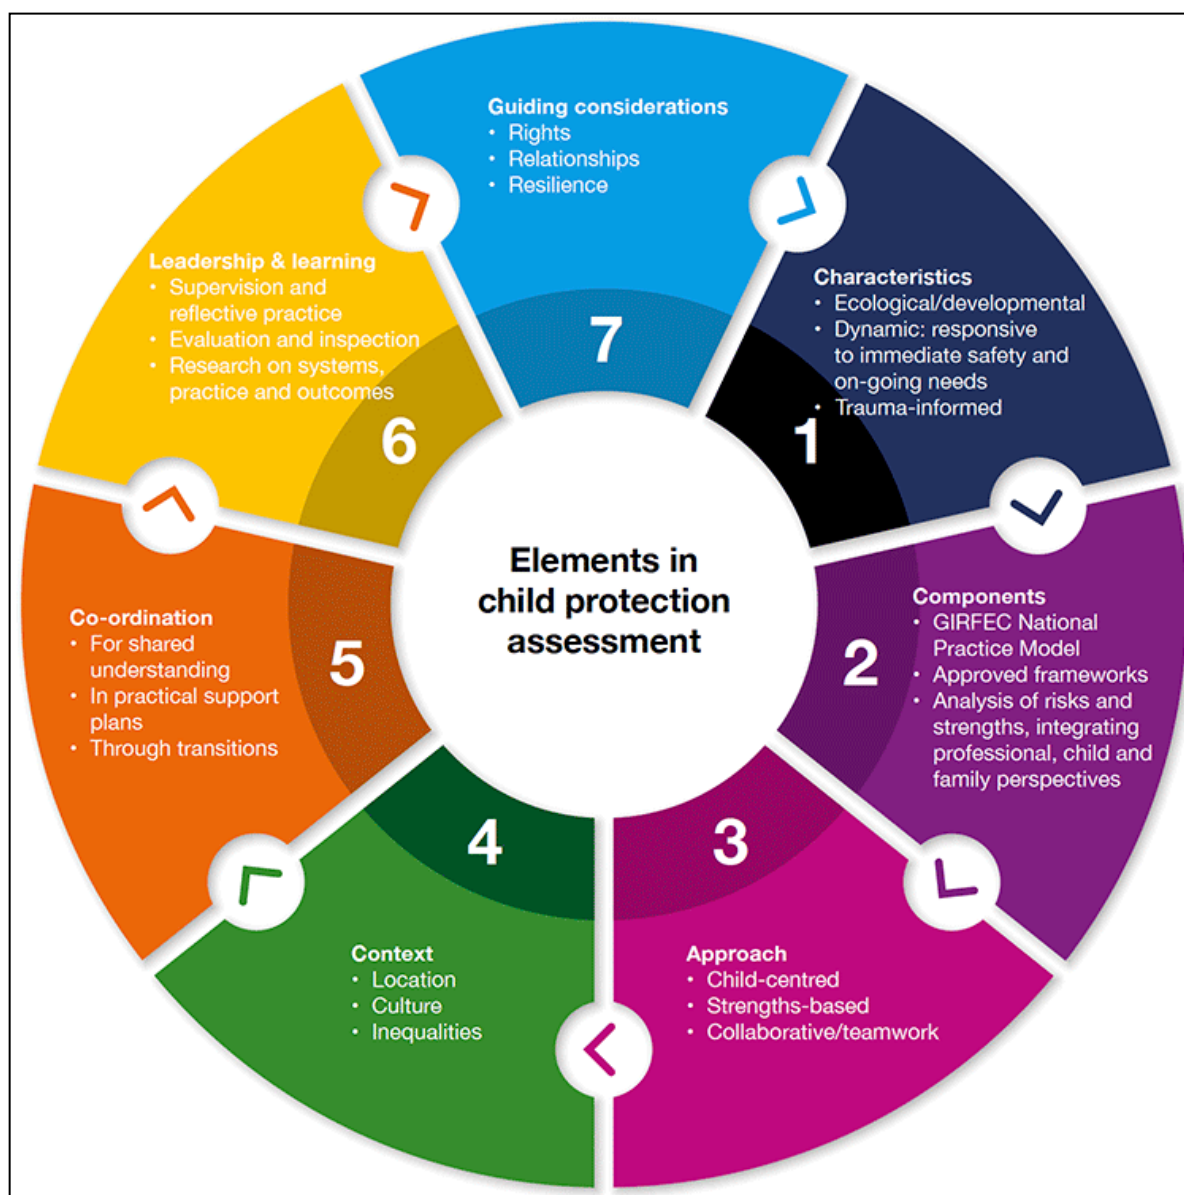 Elements in
child protection
assessment
1
Characteristics
• Ecological/developmental
• Dynamic: responsive
to immediate safety and
on-going needs
• Trauma-informed
2
Components
• GIRFEC National
Practice Model
• Approved frameworks
• Analysis of risks and
strengths, integrating
professional, child and
family perspectives
3
Approach
• Child-centred
• Strengths-based
• Collaborative/teamwork
4
Context
• Location
• Culture
• Inequalities
5
Co-ordination
• For shared
understanding
• In practical support
plans
• Through transitions
6
Leadership & learning
• Supervision and
reflective practice
• Evaluation and inspection
• Research on systems,
practice and outcomes
7
Guiding considerations
• Rights
• Relationships
• Resilience